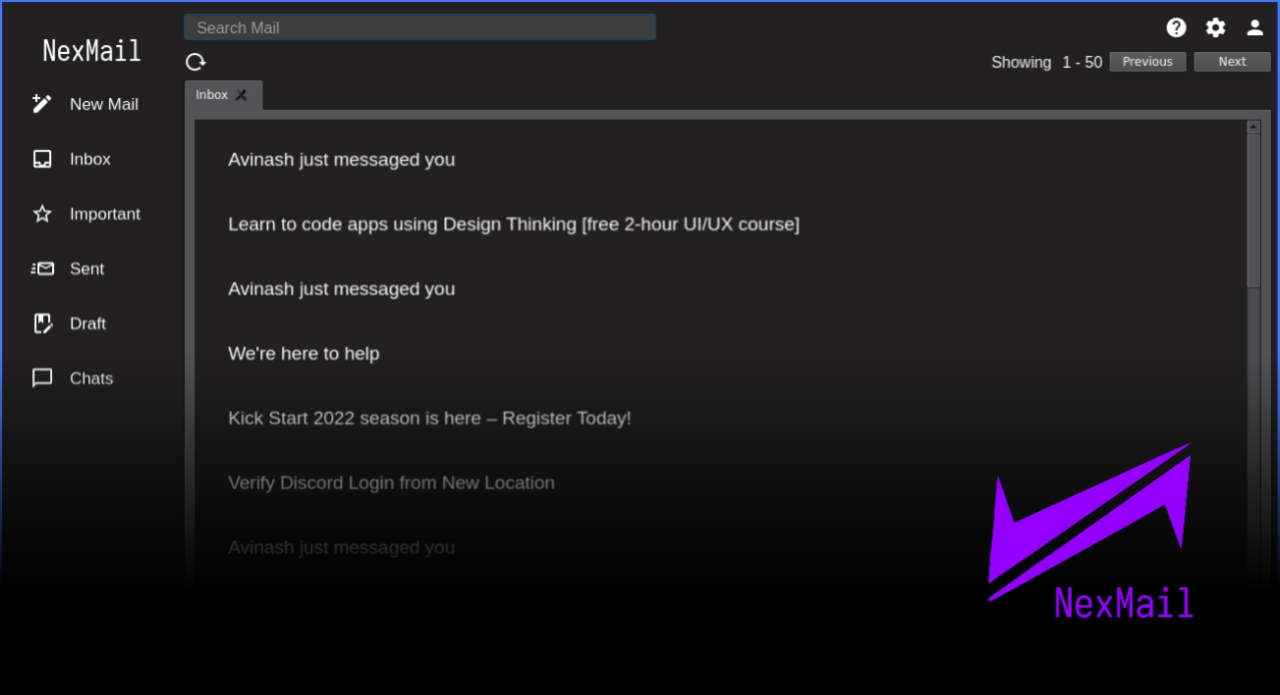 Search Mail
NexMail
Showing 1 - 50 Previous Next
Inbox
New Mail
Inbox
Important
Sent
Draft
Chats
Avinash just messaged you
Learn to code apps using Design Thinking [free 2-hour UI/UX course]
Avinash just messaged you
We're here to help
Kick Start 2022 season is here – Register Today!
Verify Discord Login from New Location
Avinash just messaged you
NexMail